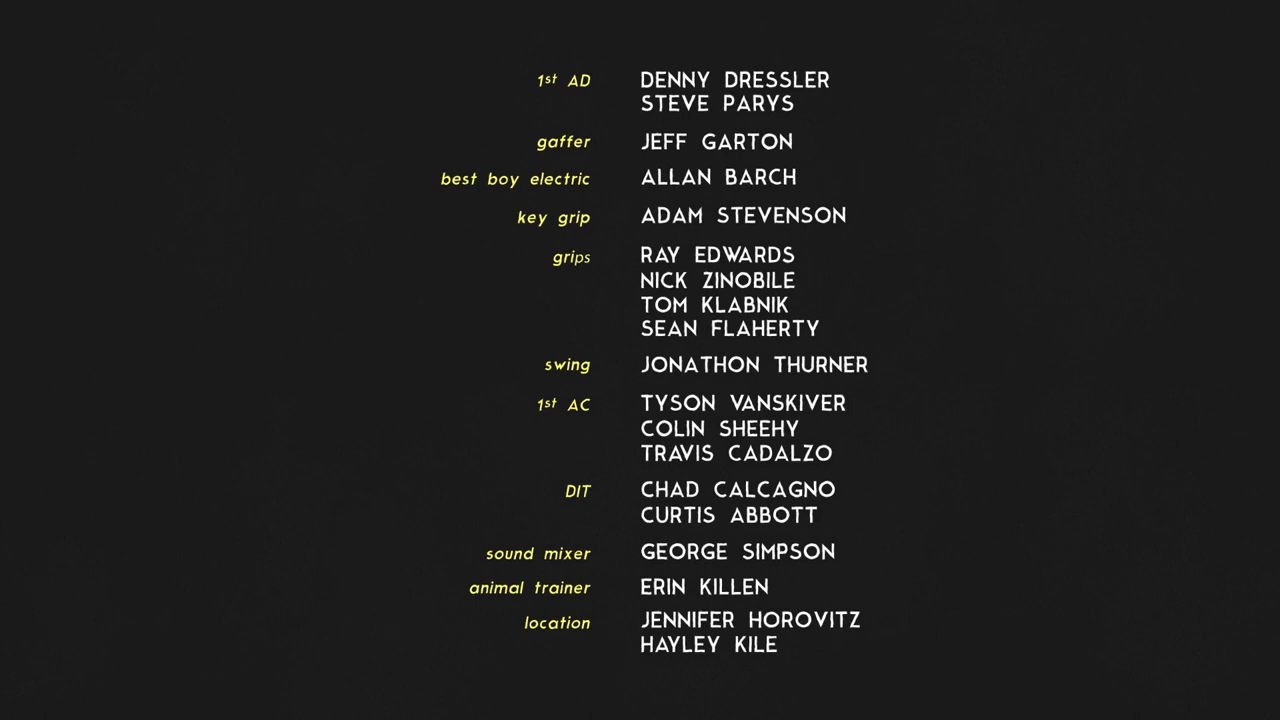 1st AD DENNY DRESSLER
STEVE PARYS
gaffer JEFF GARTON
best boy electric ALLAN BARCH
key grip ADAM STEVENSON
grips RAY EDWARDS
NICK ZINOBILE
TOM KLABNIK
SEAN FLAHERTY
swing JONATHON THURNER
1st AC TYSON VANSKIVER
COLIN SHEEHY
TRAVIS CADALZO
DIT CHAD CALCAGNO
CURTIS ABBOTT
sound mixer GEORGE SIMPSON
animal trainer ERIN KILLEN
location JENNIFER HOROVITZ
HAYLEY KILE